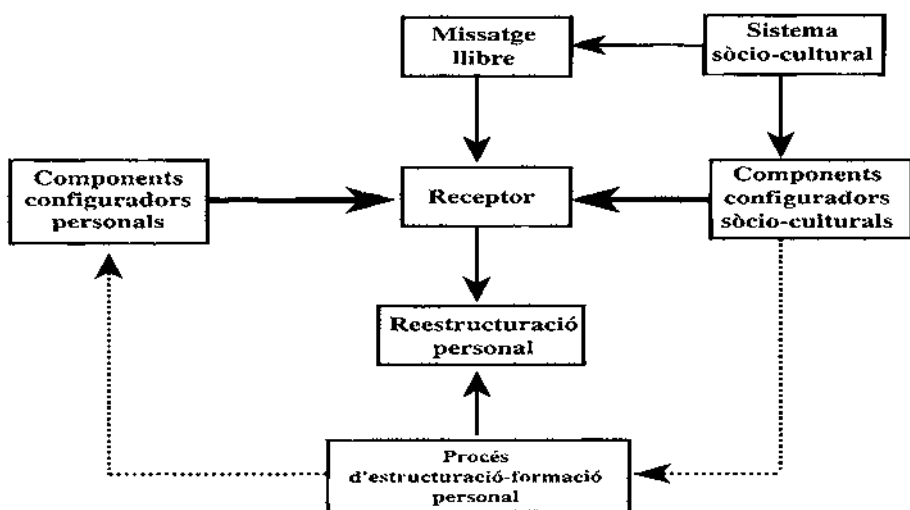 Missatge
llibre
Sistema
sòcio-cultural
Components
configuradors
personals
Receptor
Components
configuradors
sòcio-culturals
Reestructuració
personal
Procés
d'estructuració-formació
personal